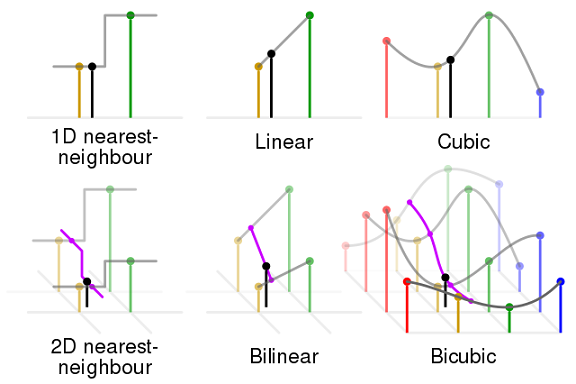 1D nearest-
neighbour
Linear
Cubic
2D nearest-
neighbour
Bilinear
Bicubic